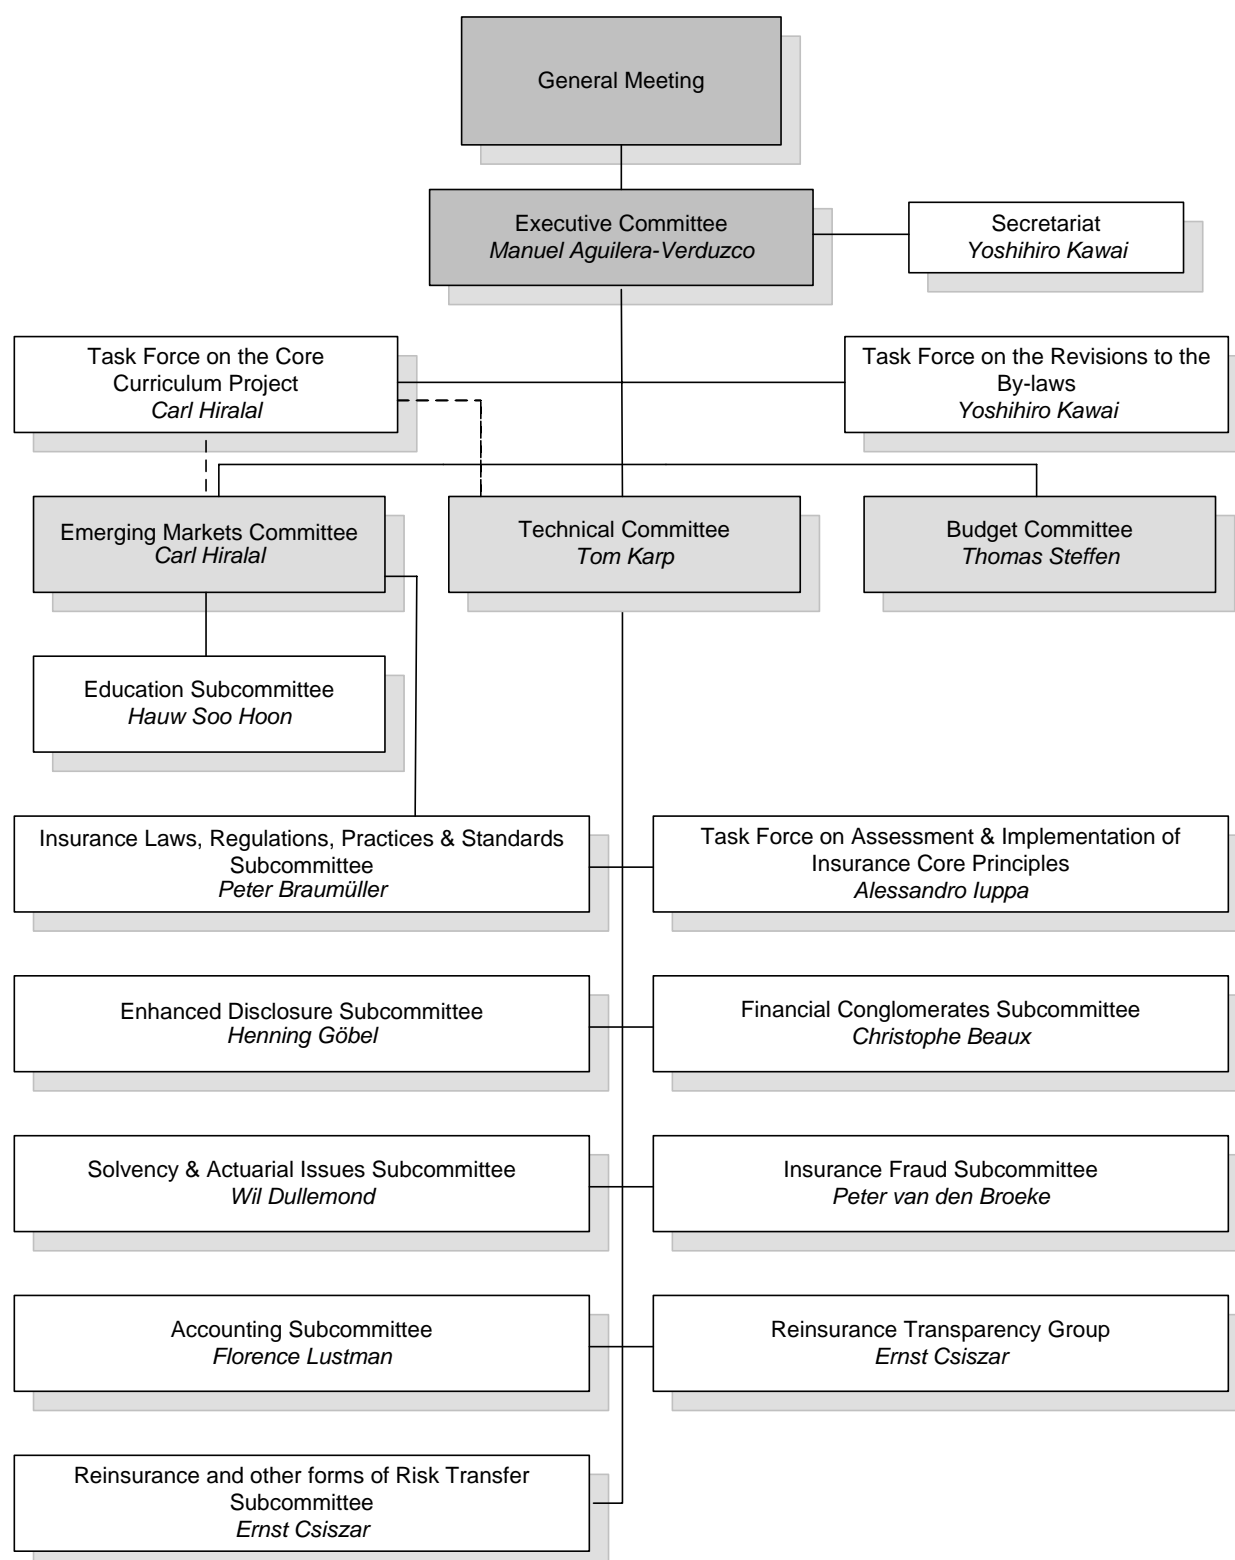 General Meeting
Executive Committee
Manuel Aguilera-Verduzco
Secretariat
Yoshihiro Kawai
Task Force on the Core
Curriculum Project
Carl Hiralal
Task Force on the Revisions to the
By-laws
Yoshihiro Kawai
Emerging Markets Committee
Carl Hiralal
Technical Committee
Tom Karp
Budget Committee
Thomas Steffen
Education Subcommittee
Hauw Soo Hoon
Insurance Laws, Regulations, Practices & Standards
Subcommittee
Peter Braumüller
Task Force on Assessment & Implementation of
Insurance Core Principles
Alessandro Iuppa
Enhanced Disclosure Subcommittee
Henning Göbel
Financial Conglomerates Subcommittee
Christophe Beaux
Solvency & Actuarial Issues Subcommittee
Wil Dullemond
Insurance Fraud Subcommittee
Peter van den Broeke
Accounting Subcommittee
Florence Lustman
Reinsurance Transparency Group
Ernst Csiszar
Reinsurance and other forms of Risk Transfer
Subcommittee
Ernst Csiszar